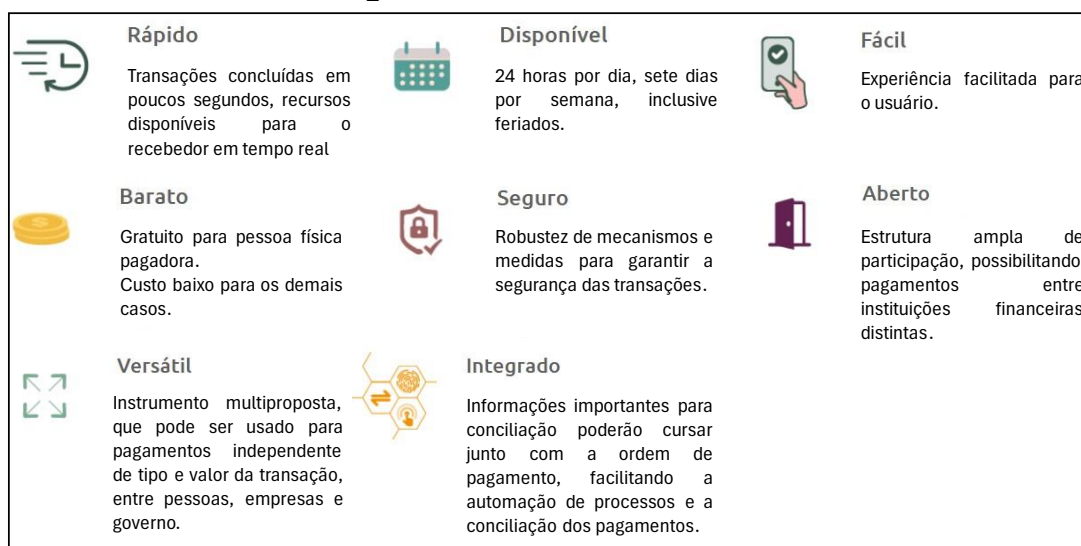 Rápido
Transações concluídas em
poucos segundos, recursos
disponíveis para o
recebedor em tempo real
Disponível
24 horas por dia, sete dias
por semana, inclusive
feriados.
Fácil
Experiência facilitada para
o usuário.
Barato
Gratuito para pessoa física
pagadora.
Custo baixo para os demais
casos.
Seguro
Robustez de mecanismos e
medidas para garantir a
segurança das transações.
Aberto
Estrutura ampla de
participação, possibilitando
pagamentos entre
instituições financeiras
distintas.
Versátil
Instrumento multiproposta,
que pode ser usado para
pagamentos independente
de tipo e valor da transação,
entre pessoas, empresas e
governo.
Integrado
Informações importantes para
conciliação poderão cursar
junto com a ordem de
pagamento, facilitando a
automação de processos e a
conciliação dos pagamentos.